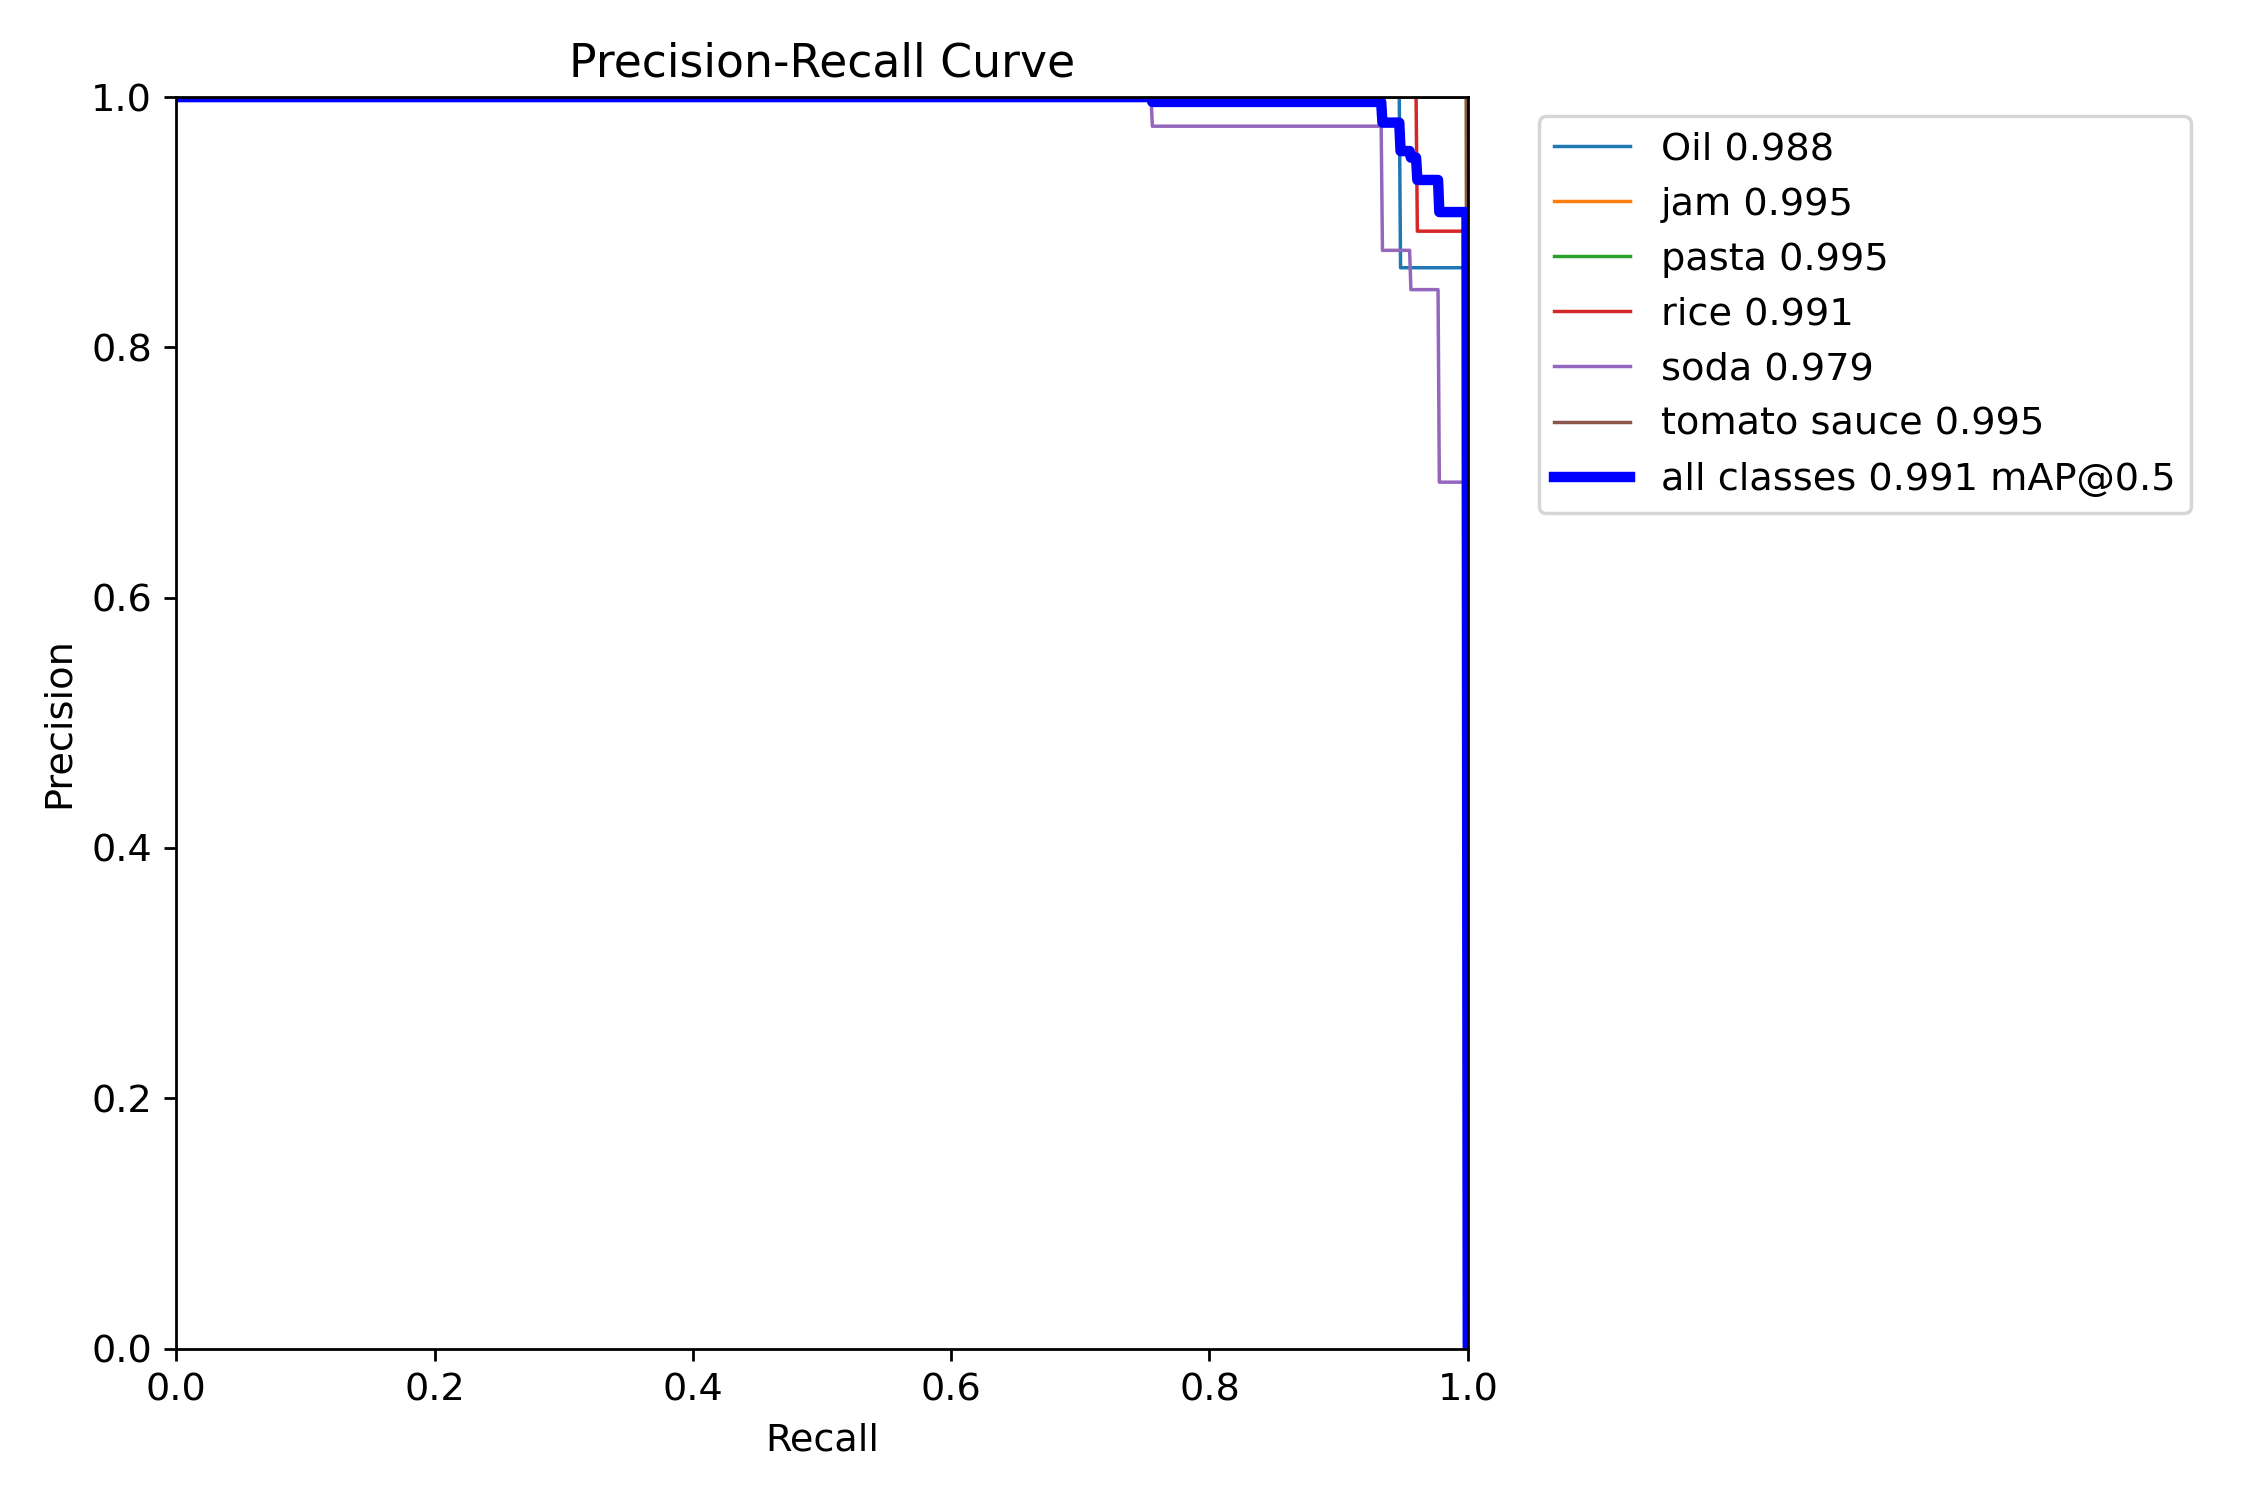 Precision-Recall Curve
1.0
0.8
0.6
0.4
0.2
0.0
Precision
0.0 0.2 0.4 0.6 0.8 1.0
Recall
Oil 0.988
jam 0.995
pasta 0.995
rice 0.991
soda 0.979
tomato sauce 0.995
all classes 0.991 mAP@0.5